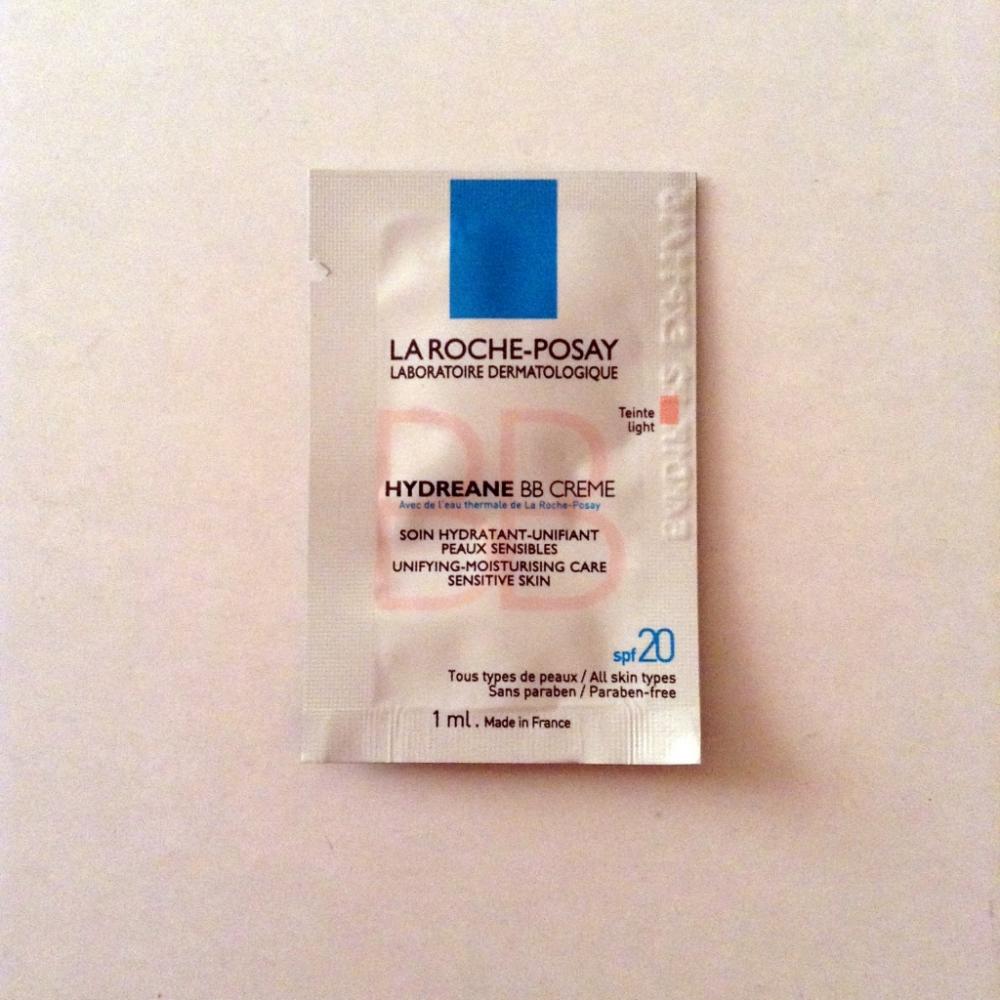 LA ROCHE-POSAY
LABORATOIRE DERMATOLOGIQUE
Teinte
light
BB
HYDREANE BB CREME
Avec de l'eau thermale de La Roche-Posay
SOIN HYDRATANT-UNIFIANT
PEAUX SENSIBLES
UNIFYING-MOISTURISING CARE
SENSITIVE SKIN
spf 20
Tous types de peaux / All skin types
Sans paraben / Paraben-free
1 ml . Made in France